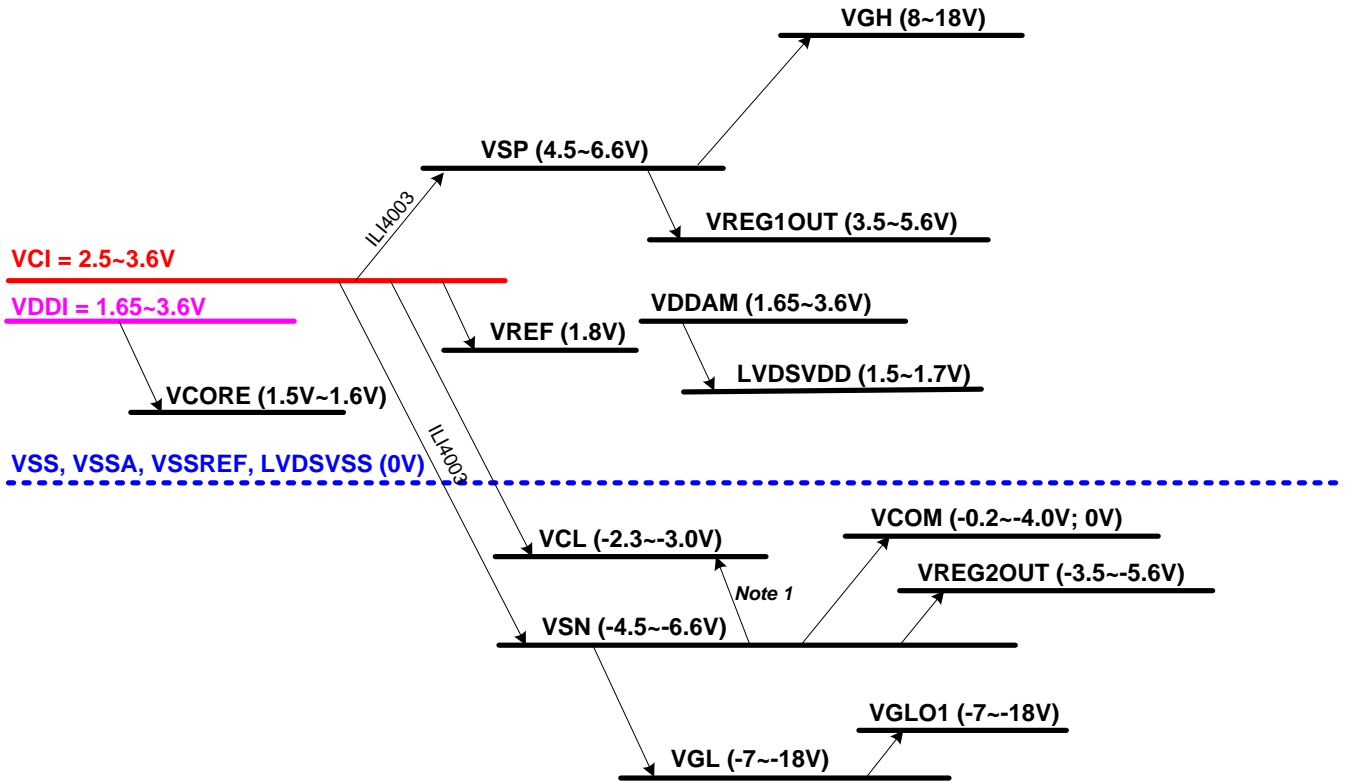 VGH (8~18V)
VSP (4.5~6.6V)
ILI4003
VREG1OUT (3.5~5.6V)
VCI = 2.5~3.6V
VDDI = 1.65~3.6V
VDDAM (1.65~3.6V)
VREF (1.8V)
LVDSVDD (1.5~1.7V)
VCORE (1.5V~1.6V)
ILI4003
VSS, VSSA, VSSREF, LVDSVSS (0V)
VCOM (-0.2~-4.0V; 0V)
VCL (-2.3~-3.0V)
VREG2OUT (-3.5~-5.6V)
Note 1
VSN (-4.5~-6.6V)
VGLO1 (-7~-18V)
VGL (-7~-18V)